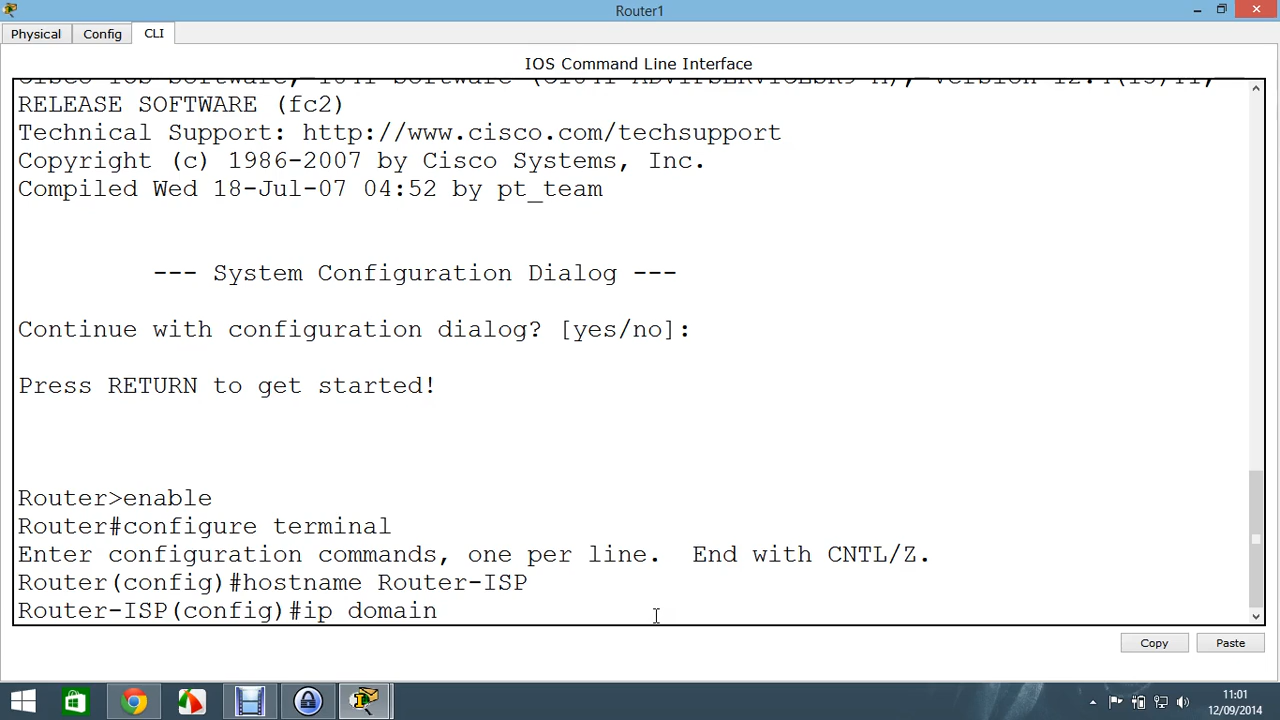 Router1
Physical Config CLI
IOS Command Line Interface
RELEASE SOFTWARE (fc2)
Technical Support: http://www.cisco.com/techsupport
Copyright (c) 1986-2007 by Cisco Systems, Inc.
Compiled Wed 18-Jul-07 04:52 by pt_team
--- System Configuration Dialog ---
Continue with configuration dialog? [yes/no]:
Press RETURN to get started!
Router>enable
Router#configure terminal
Enter configuration commands, one per line.  End with CNTL/Z.
Router(config)#hostname Router-ISP
Router-ISP(config)#ip domain
Copy Paste
11:01
12/09/2014